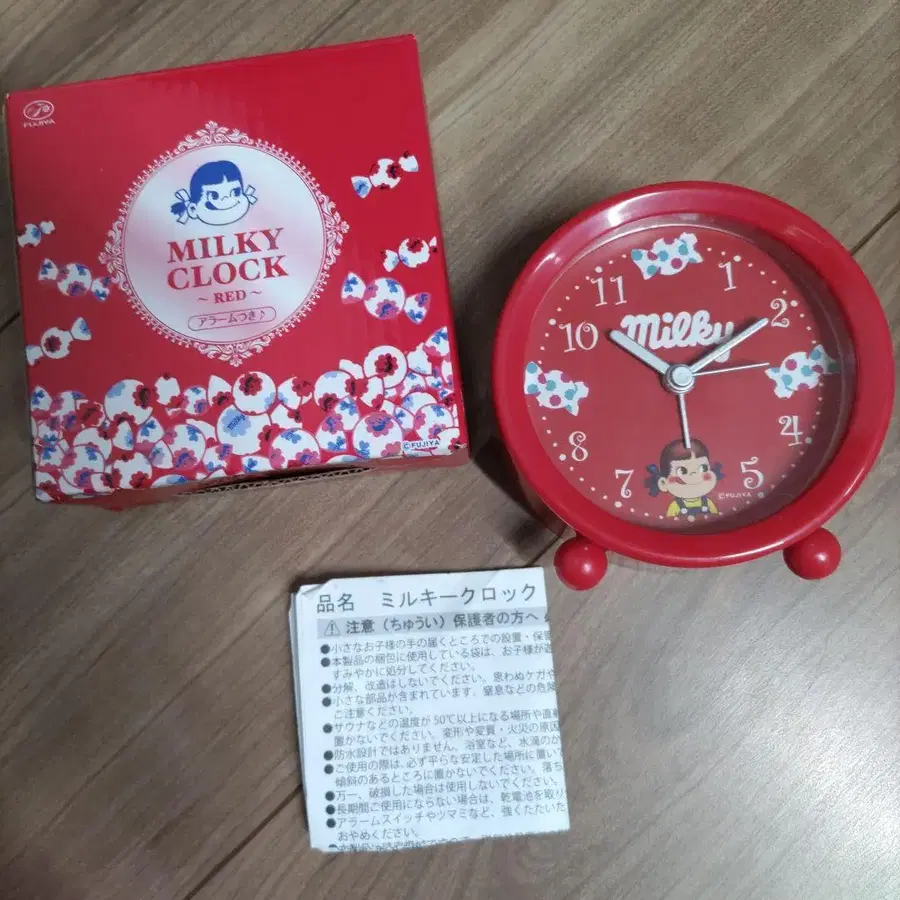 FUJIYA
MILKY
CLOCK
~ RED ~
アラームつき♪
©FUJIYA
11
1
10
milky
2
8
4
7
5
©FUJIYA
品名 ミルキークロック
注意（ちゅうい）保護者の方へ
●小さなお子様の手の届くところでの設置・保管
●本製品の梱包に使用している袋は、お子様が遊
すみやかに処分してください。
●分解、改造はしないでください。思わぬケガや
●小さな部品が含まれています。窒息などの危険
ご注意ください。
●サウナなどの温度が50℃以上になる場所や直射
置かないでください。変形や変質・火災の原因
●防水設計ではありません。浴室など、水滴のか
●ご使用の際は、必ず平らな安定した場所に置い
傾斜のあるところに置かないでください。落ち
●万一、破損した場合は使用しないでください。
●長期間ご使用にならない場合は、乾電池を取り
●アラームスイッチやツマミなど、強くたたいた
おやめください。